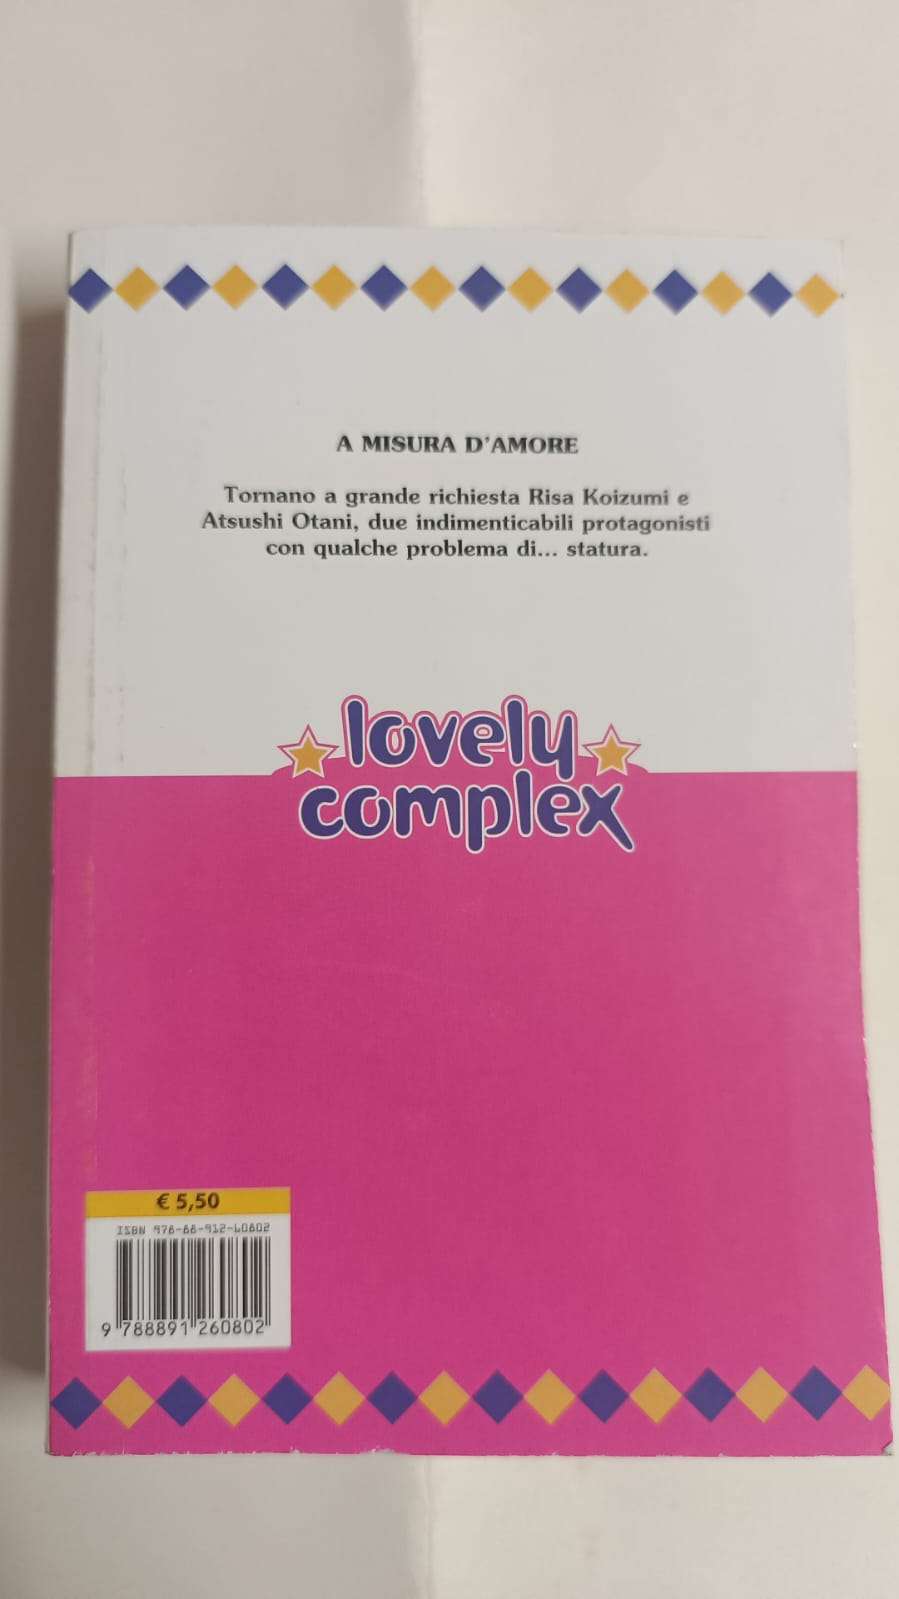 A MISURA D'AMORE
Tornano a grande richiesta Risa Koizumi e
Atsushi Otani, due indimenticabili protagonisti
con qualche problema di... statura.
lovely
complex
€ 5,50
ISBN 978-88-912-60802
9 788891 260802